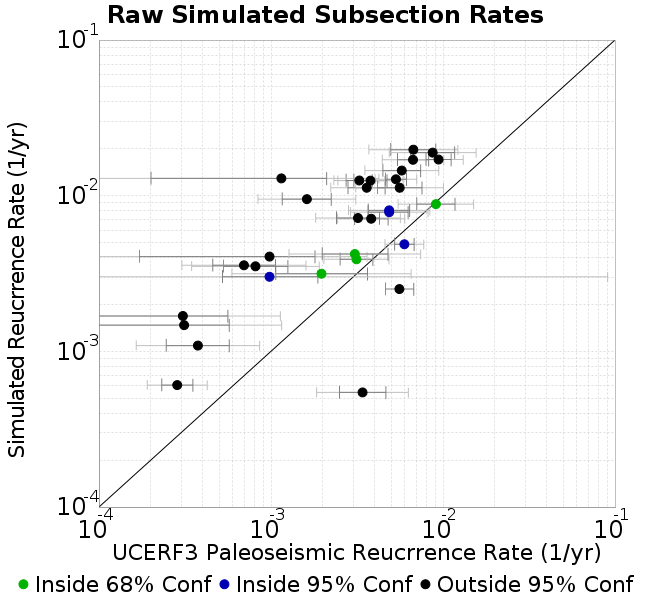 Raw Simulated Subsection Rates
10-1
10-2
10-3
10-4
Simulated Reucrrence Rate (1/yr)
10-4 10-3 10-2 10-1
UCERF3 Paleoseismic Reucrrence Rate (1/yr)
Inside 68% Conf Inside 95% Conf Outside 95% Conf